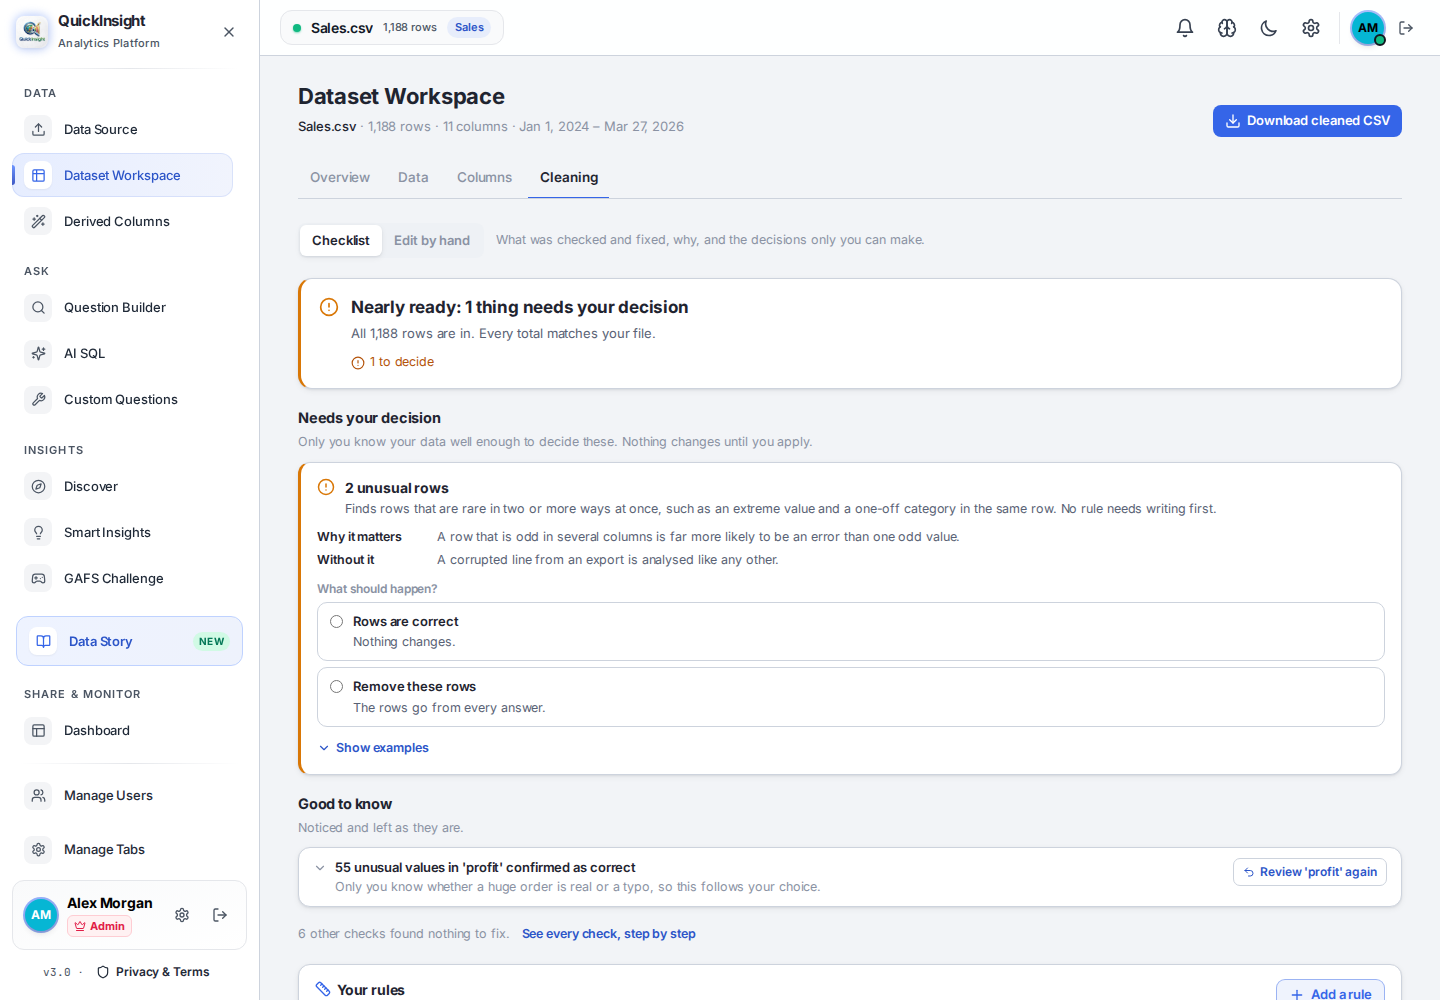 QuickInsight
Analytics Platform
DATA
Data Source
Dataset Workspace
Derived Columns
ASK
Question Builder
AI SQL
Custom Questions
INSIGHTS
Discover
Smart Insights
GAFS Challenge
Data Story NEW
SHARE & MONITOR
Dashboard
Manage Users
Manage Tabs
AM Alex Morgan
Admin
v3.0 · Privacy & Terms
Sales.csv 1,188 rows Sales
AM
Dataset Workspace
Sales.csv · 1,188 rows · 11 columns · Jan 1, 2024 – Mar 27, 2026
Download cleaned CSV
Overview Data Columns Cleaning
Checklist Edit by hand What was checked and fixed, why, and the decisions only you can make.
Nearly ready: 1 thing needs your decision
All 1,188 rows are in. Every total matches your file.
1 to decide
Needs your decision
Only you know your data well enough to decide these. Nothing changes until you apply.
2 unusual rows
Finds rows that are rare in two or more ways at once, such as an extreme value and a one-off category in the same row. No rule needs writing first.
Why it matters A row that is odd in several columns is far more likely to be an error than one odd value.
Without it A corrupted line from an export is analysed like any other.
What should happen?
Rows are correct
Nothing changes.
Remove these rows
The rows go from every answer.
Show examples
Good to know
Noticed and left as they are.
55 unusual values in 'profit' confirmed as correct
Only you know whether a huge order is real or a typo, so this follows your choice.
Review 'profit' again
6 other checks found nothing to fix. See every check, step by step
Your rules
Add a rule